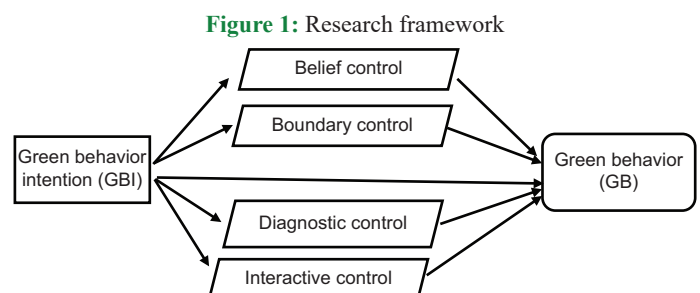 Figure 1: Research framework
Belief control
Boundary control
Green behavior
intention (GBI)
Green behavior
(GB)
Diagnostic control
Interactive control